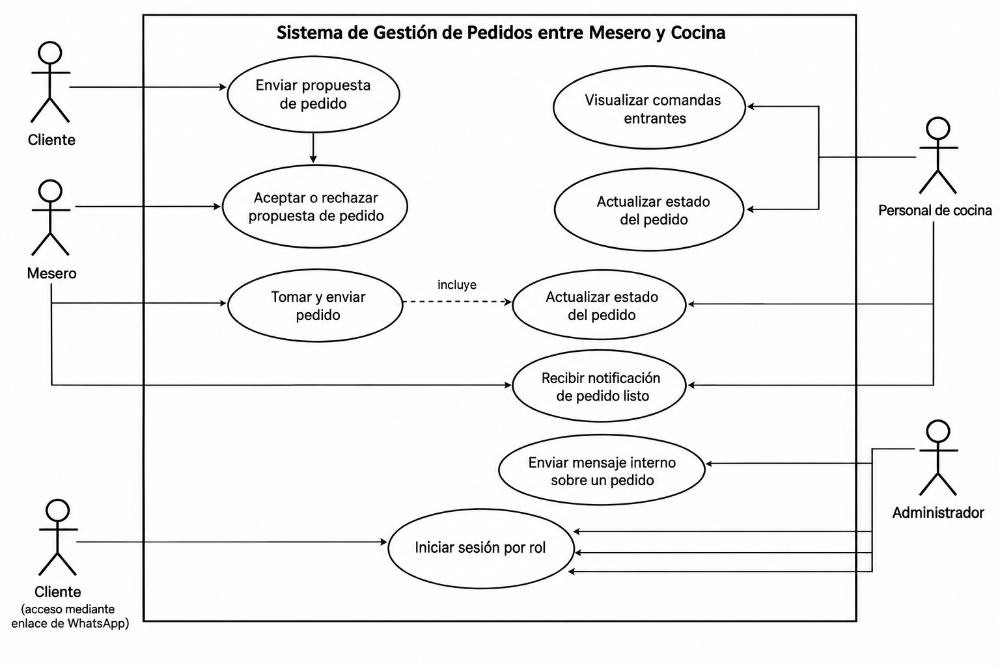 Sistema de Gestión de Pedidos entre Mesero y Cocina
Cliente
Enviar propuesta
de pedido
Visualizar comandas
entrantes
Mesero
Aceptar o rechazar
propuesta de pedido
Actualizar estado
del pedido
Personal de cocina
Tomar y enviar
pedido
incluye
Actualizar estado
del pedido
Recibir notificación
de pedido listo
Enviar mensaje interno
sobre un pedido
Administrador
Iniciar sesión por rol
Cliente
(acceso mediante
enlace de WhatsApp)